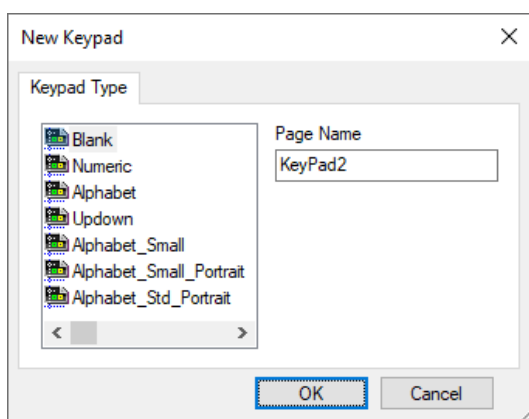 New Keypad
Keypad Type
Blank
Numeric
Alphabet
Updown
Alphabet_Small
Alphabet_Small_Portrait
Alphabet_Std_Portrait
Page Name
KeyPad2
OK
Cancel